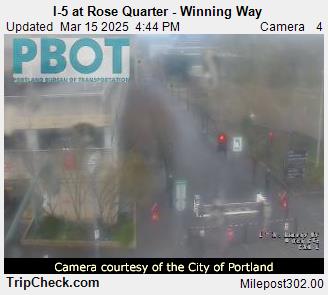 I-5 at Rose Quarter - Winning Way
Updated Mar 15 2025 4:44 PM Camera 4
PBOT
PORTLAND BUREAU OF TRANSPORTATION
Camera courtesy of the City of Portland
TripCheck.com Milepost302.00